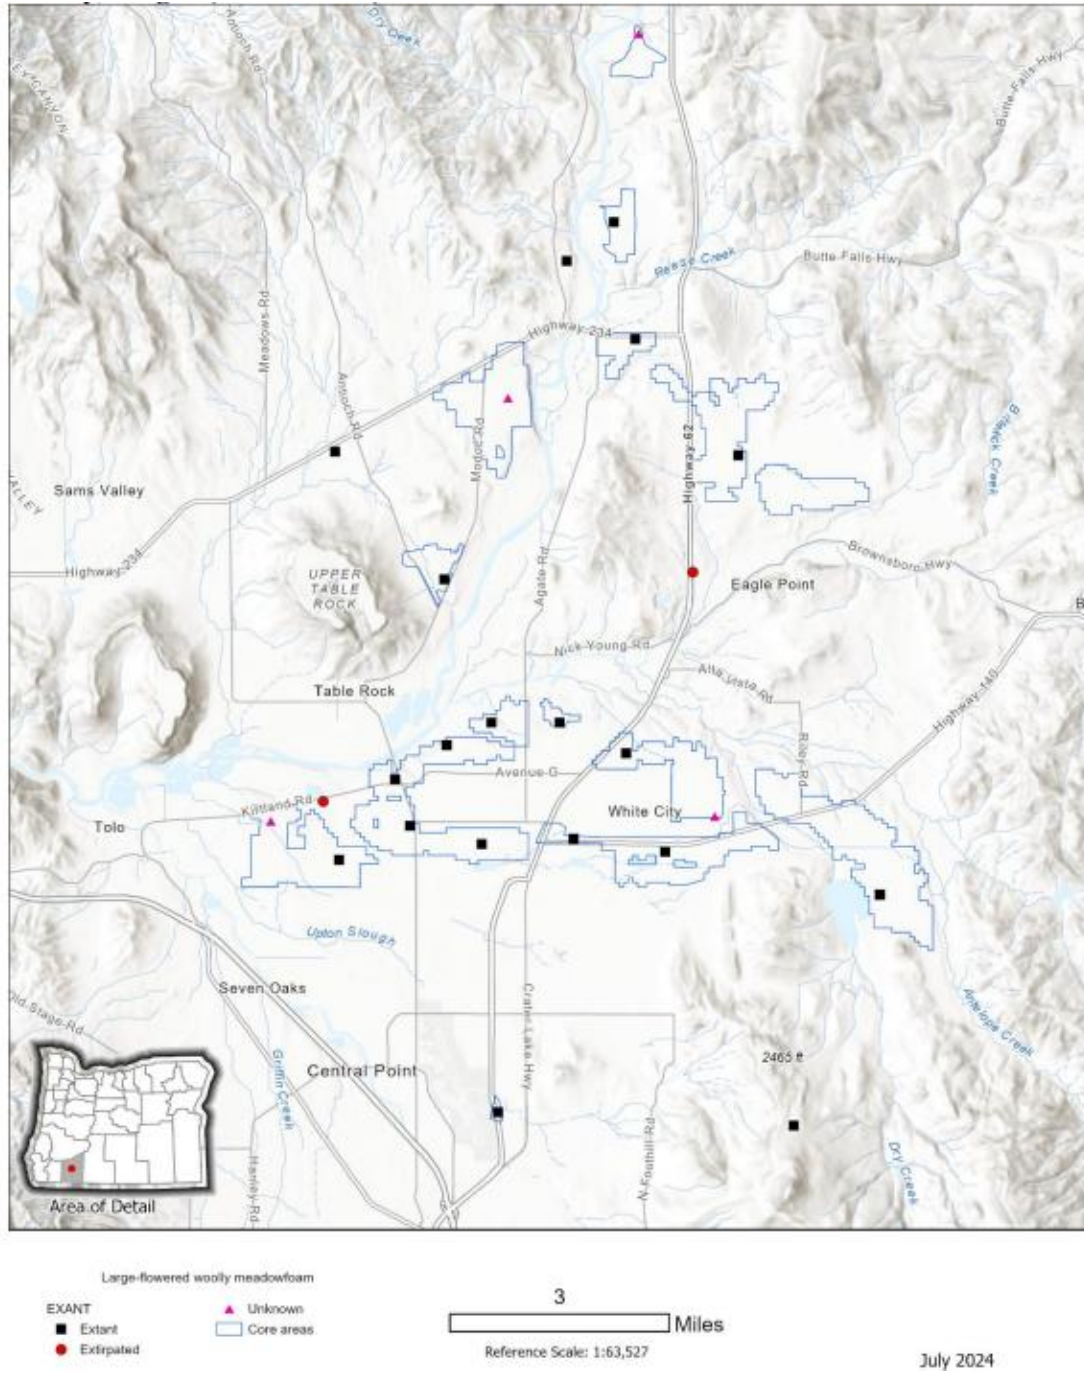 Dry Creek
Antioch Rd
Butte Falls Hwy
EY CANYON
Reese Creek
Butte Falls Hwy
Meadows Rd
Highway 234
Antioch Rd
Modoc Rd
Highway 62
Creek
Sams Valley
VALLEY
Highway 234
UPPER
TABLE
ROCK
Agate Rd
Brownsboro Hwy
Eagle Point
B
Nick Young Rd
Alta Vista Rd
Table Rock
Highway 140
Riley Rd
Avenue G
Kirtland Rd
White City
Tolo
Upton Slough
Seven Oaks
Crater Lake Hwy
Old Stage Rd
Antelope Creek
Griffin Creek
Central Point
2465 ft
N Foothill Rd
Dry Creek
Hanley Rd
Area of Detail
Large-flowered woolly meadowfoam
EXANT
Extant
Extirpated
Unknown
Core areas
3
Miles
Reference Scale: 1:63,527
July 2024